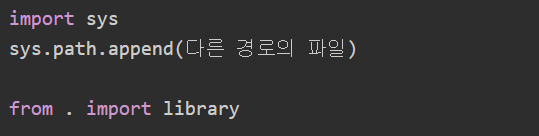 import sys
sys.path.append(다른 경로의 파일)
from . import library